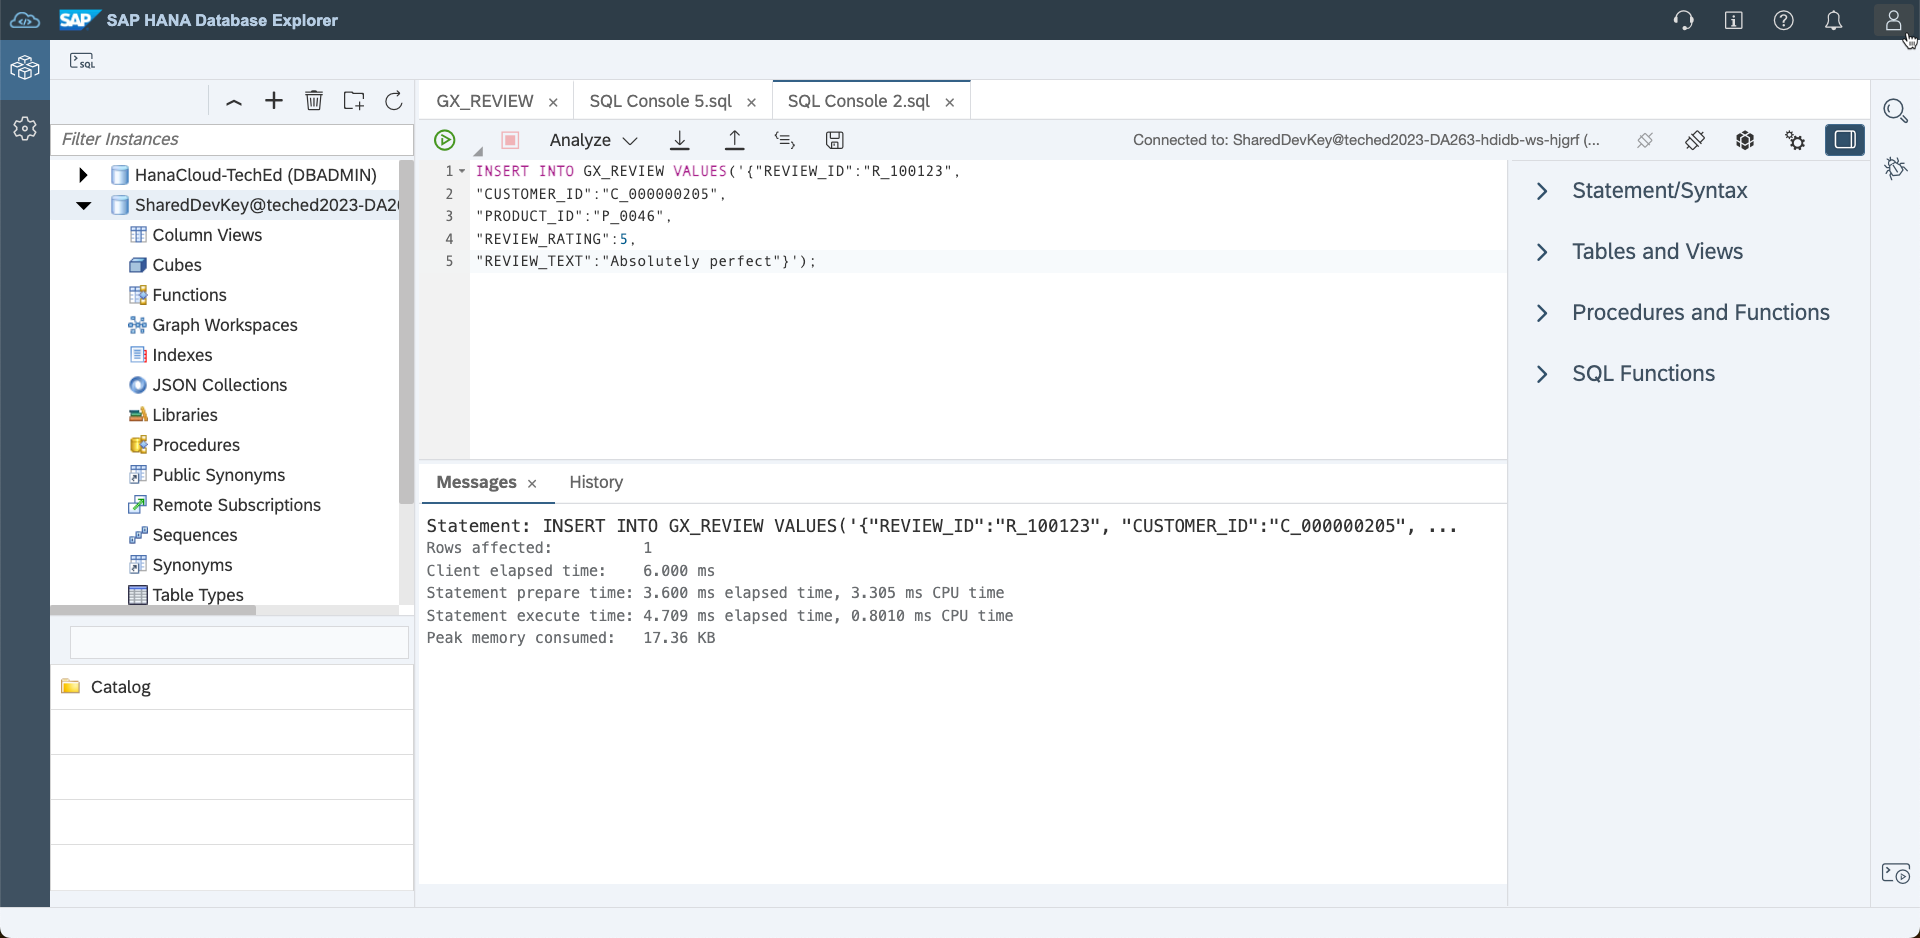 SAP SAP HANA Database Explorer
SQL
GX_REVIEW SQL Console 5.sql SQL Console 2.sql
Filter Instances
Analyze
Connected to: SharedDevKey@teched2023-DA263-hdidb-ws-hjgrf (...
HanaCloud-TechEd (DBADMIN)
SharedDevKey@teched2023-DA2
Column Views
Cubes
Functions
Graph Workspaces
Indexes
JSON Collections
Libraries
Procedures
Public Synonyms
Remote Subscriptions
Sequences
Synonyms
Table Types
Catalog
1 INSERT INTO GX_REVIEW VALUES('{"REVIEW_ID":"R_100123",
2 "CUSTOMER_ID":"C_000000205",
3 "PRODUCT_ID":"P_0046",
4 "REVIEW_RATING":5,
5 "REVIEW_TEXT":"Absolutely perfect"}');
Messages History
Statement: INSERT INTO GX_REVIEW VALUES('{"REVIEW_ID":"R_100123", "CUSTOMER_ID":"C_000000205", ...
Rows affected: 1
Client elapsed time: 6.000 ms
Statement prepare time: 3.600 ms elapsed time, 3.305 ms CPU time
Statement execute time: 4.709 ms elapsed time, 0.8010 ms CPU time
Peak memory consumed: 17.36 KB
Statement/Syntax
Tables and Views
Procedures and Functions
SQL Functions